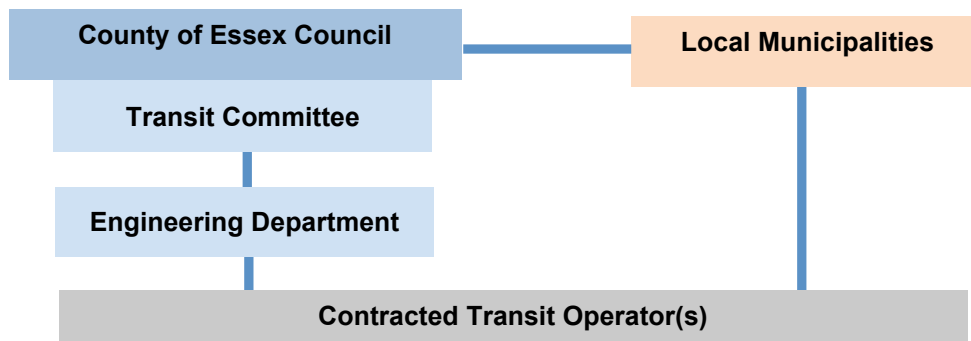 County of Essex Council
Local Municipalities
Transit Committee
Engineering Department
Contracted Transit Operator(s)